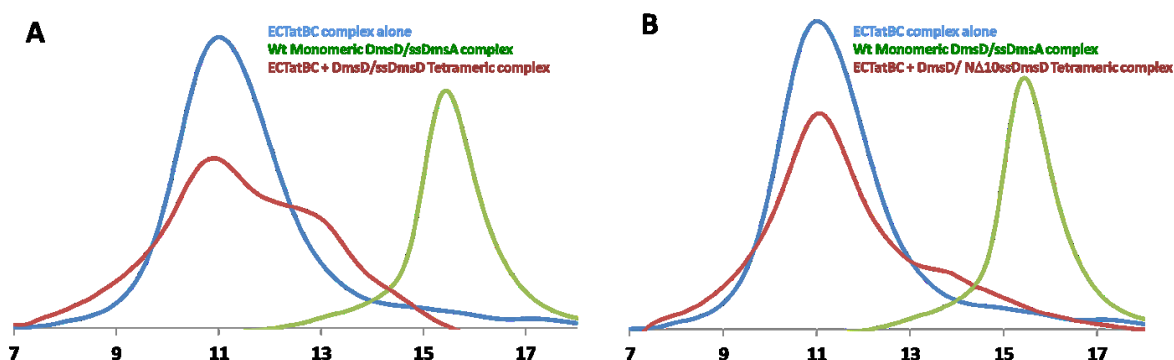 A
ECTatBC complex alone
Wt Monomeric DmsD/ssDmsA complex
ECTatBC + DmsD/ssDmsD Tetrameric complex
7 9 11 13 15 17
B
ECTatBC complex alone
Wt Monomeric DmsD/ssDmsA complex
ECTatBC + DmsD/ NΔ10ssDmsD Tetrameric complex
7 9 11 13 15 17